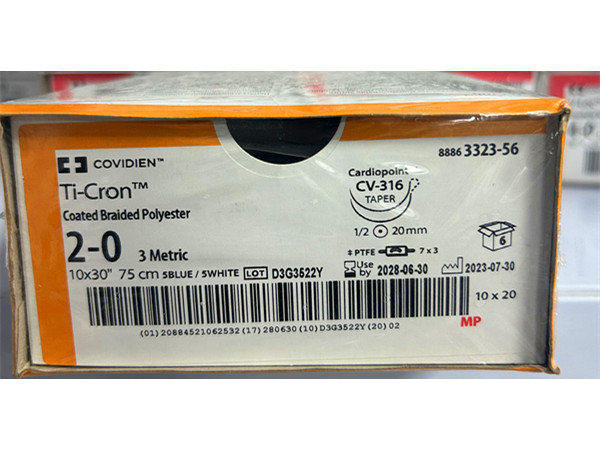 COVIDIEN™
8886 3323-56
Ti-Cron™
Coated Braided Polyester
Cardiopoint
CV-316
TAPER
2-0 3 Metric
1/2 20mm
PTFE 7 x 3
6
10x30" 75 cm 5BLUE / 5WHITE LOT D3G3522Y
Use by 2028-06-30 2023-07-30
10 x 20
(01) 20884521062532 (17) 280630 (10) D3G3522Y (20) 02
MP